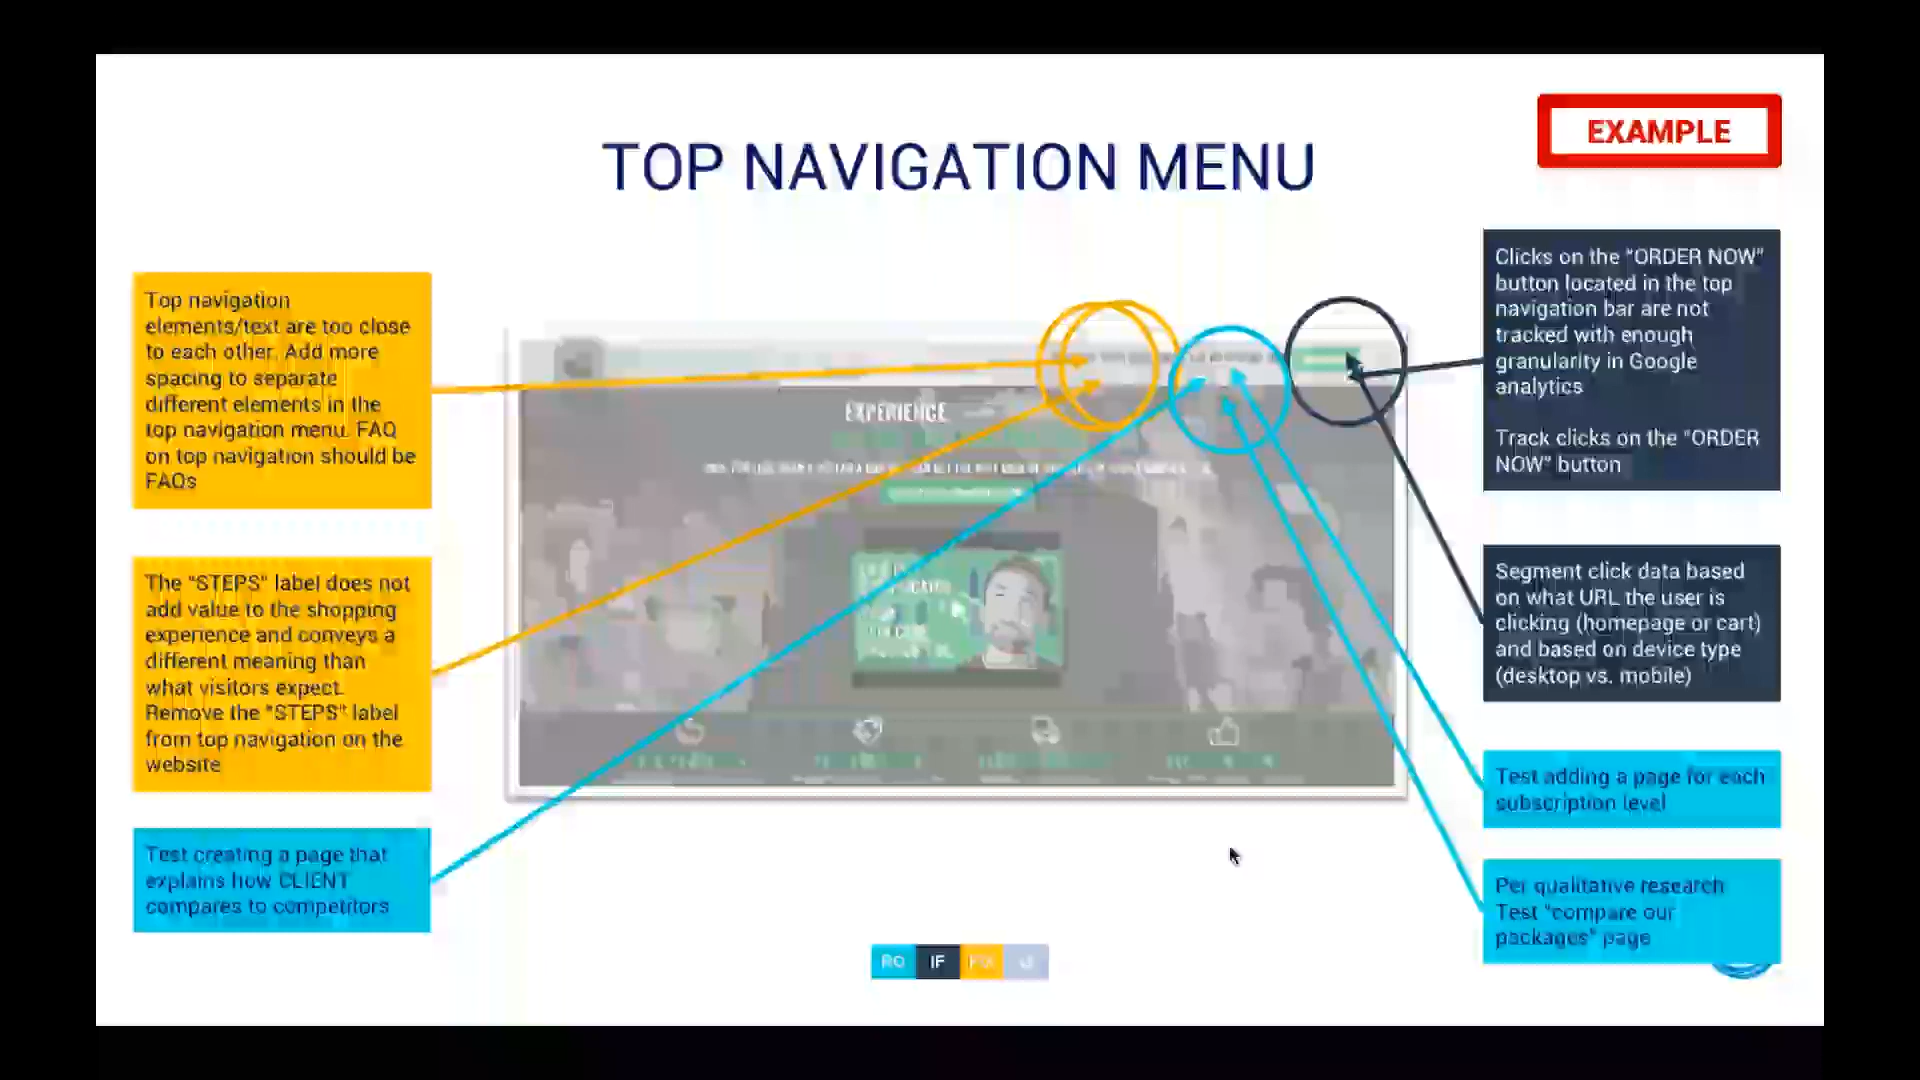 EXAMPLE
TOP NAVIGATION MENU
Top navigation
elements/text are too close
to each other. Add more
spacing to separate
different elements in the
top navigation menu. FAQ
on top navigation should be
FAQs
The "STEPS" label does not
add value to the shopping
experience and conveys a
different meaning than
what visitors expect.
Remove the "STEPS" label
from top navigation on the
website
Test creating a page that
explains how CLIENT
compares to competitors
EXPERIENCE
Clicks on the "ORDER NOW"
button located in the top
navigation bar are not
tracked with enough
granularity in Google
analytics
Track clicks on the "ORDER
NOW" button
Segment click data based
on what URL the user is
clicking (homepage or cart)
and based on device type
(desktop vs. mobile)
Test adding a page for each
subscription level
Per qualitative research
Test "compare our
packages" page
RO IF